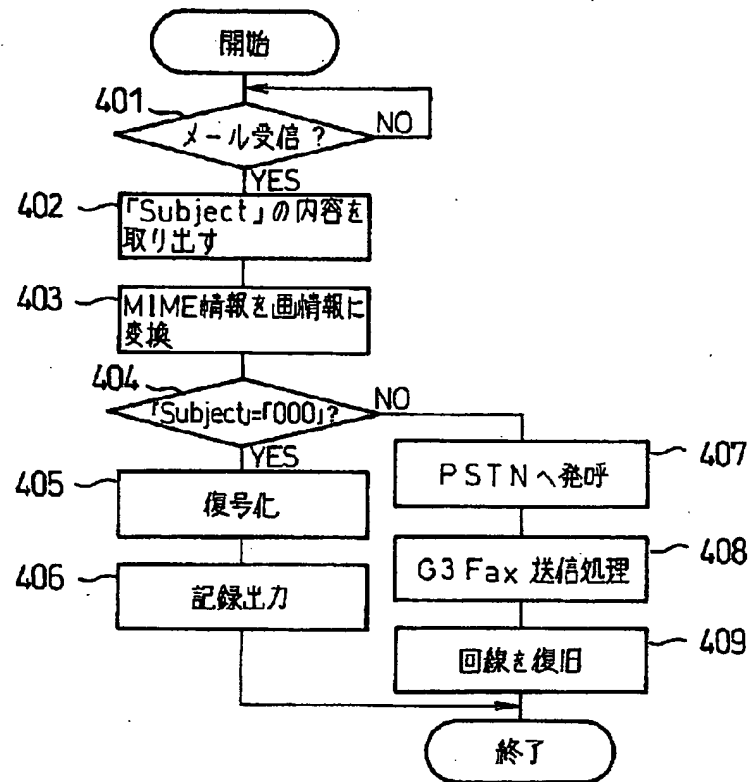 開始
401
メール受信？
NO
YES
402
「Subject」の内容を
取り出す
403
MIME情報を画情報に
変換
404
「Subject」=「000」?
NO
YES
405
復号化
406
記録出力
407
PSTNへ発呼
408
G3 Fax 送信処理
409
回線を復旧
終了